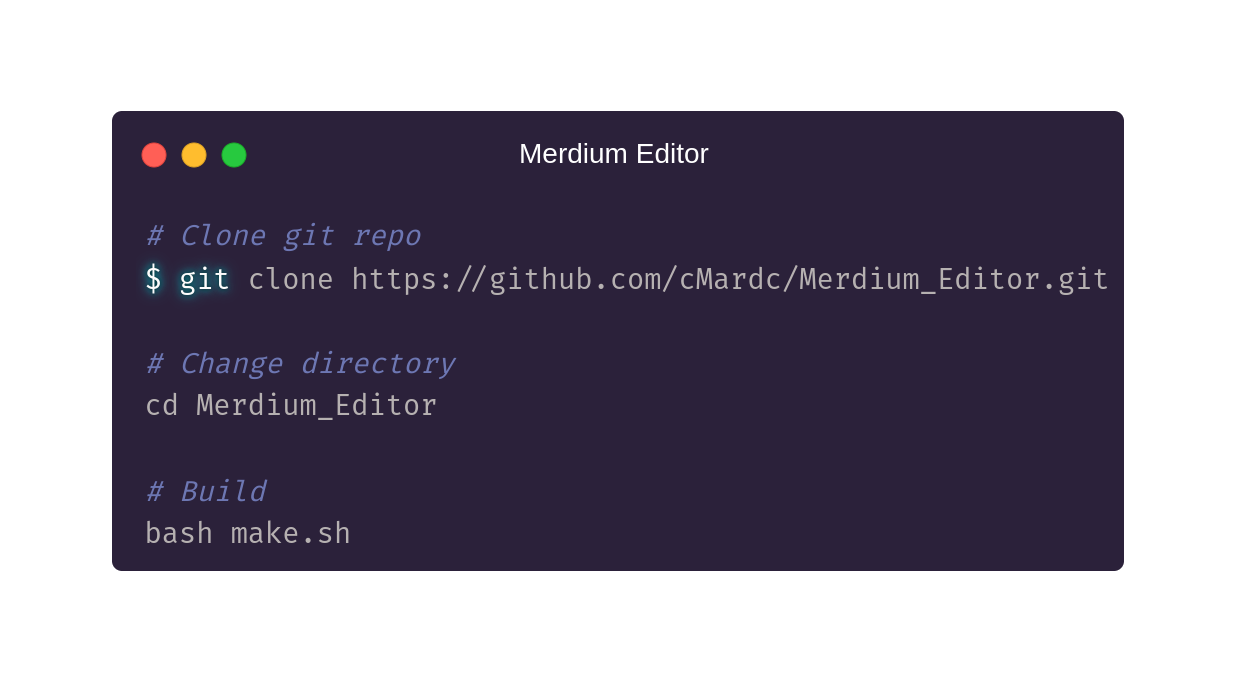 Merdium Editor
# Clone git repo
$ git clone https://github.com/cMardc/Merdium_Editor.git
# Change directory
cd Merdium_Editor
# Build
bash make.sh